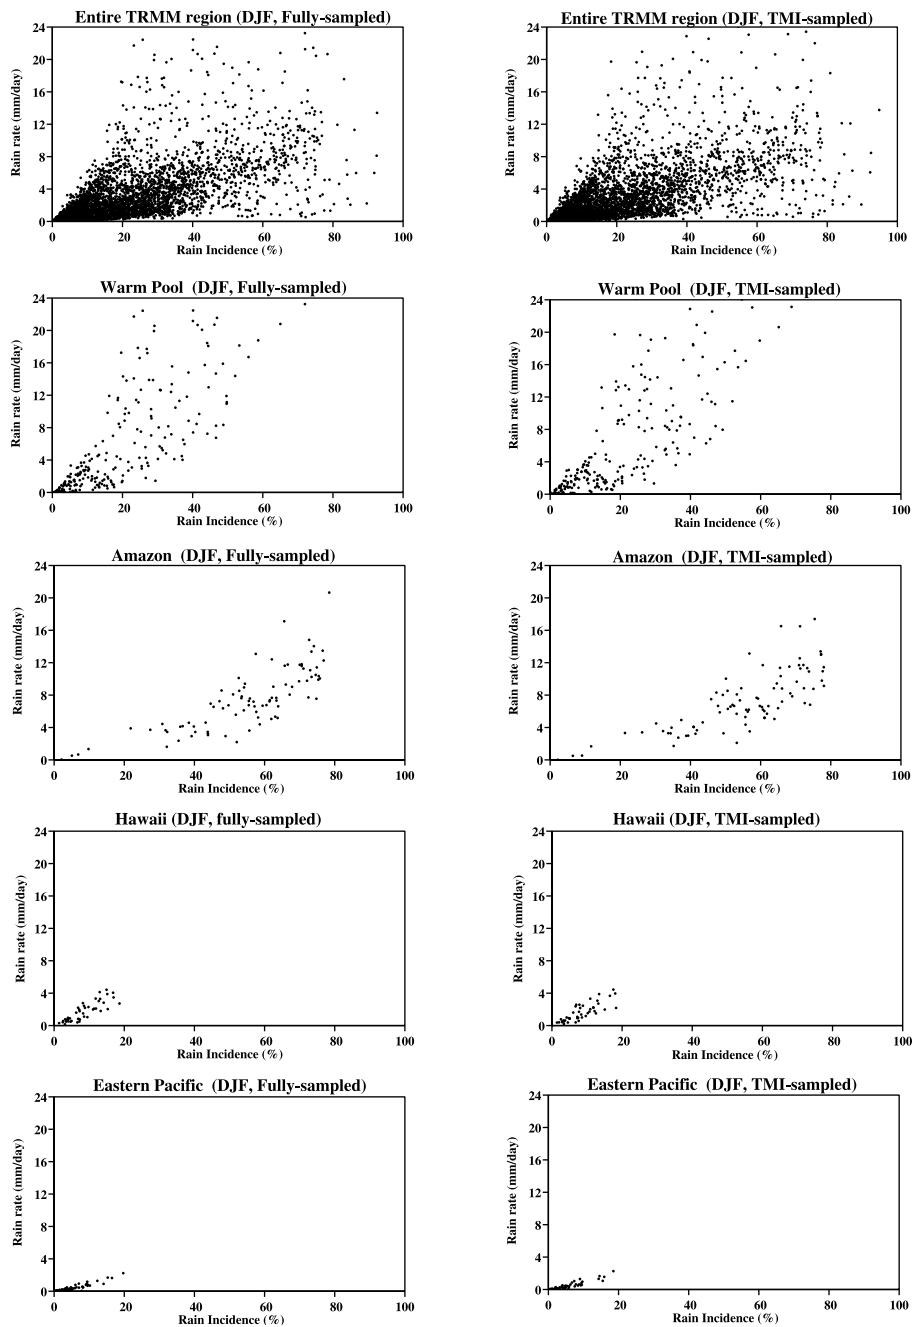 Entire TRMM region (DJF, Fully-sampled)
Rain rate (mm/day)
24
20
16
12
8
4
0
0 20 40 60 80 100
Rain Incidence (%)
Entire TRMM region (DJF, TMI-sampled)
Rain rate (mm/day)
24
20
16
12
8
4
0
0 20 40 60 80 100
Rain Incidence (%)
Warm Pool (DJF, Fully-sampled)
Rain rate (mm/day)
24
20
16
12
8
4
0
0 20 40 60 80 100
Rain Incidence (%)
Warm Pool (DJF, TMI-sampled)
Rain rate (mm/day)
24
20
16
12
8
4
0
0 20 40 60 80 100
Rain Incidence (%)
Amazon (DJF, Fully-sampled)
Rain rate (mm/day)
24
20
16
12
8
4
0
0 20 40 60 80 100
Rain Incidence (%)
Amazon (DJF, TMI-sampled)
Rain rate (mm/day)
24
20
16
12
8
4
0
0 20 40 60 80 100
Rain Incidence (%)
Hawaii (DJF, fully-sampled)
Rain rate (mm/day)
24
20
16
12
8
4
0
0 20 40 60 80 100
Rain Incidence (%)
Hawaii (DJF, TMI-sampled)
Rain rate (mm/day)
24
20
16
12
8
4
0
0 20 40 60 80 100
Rain Incidence (%)
Eastern Pacific (DJF, Fully-sampled)
Rain rate (mm/day)
24
20
16
12
8
4
0
0 20 40 60 80 100
Rain Incidence (%)
Eastern Pacific (DJF, TMI-sampled)
Rain rate (mm/day)
24
20
16
12
8
4
0
0 20 40 60 80 100
Rain Incidence (%)